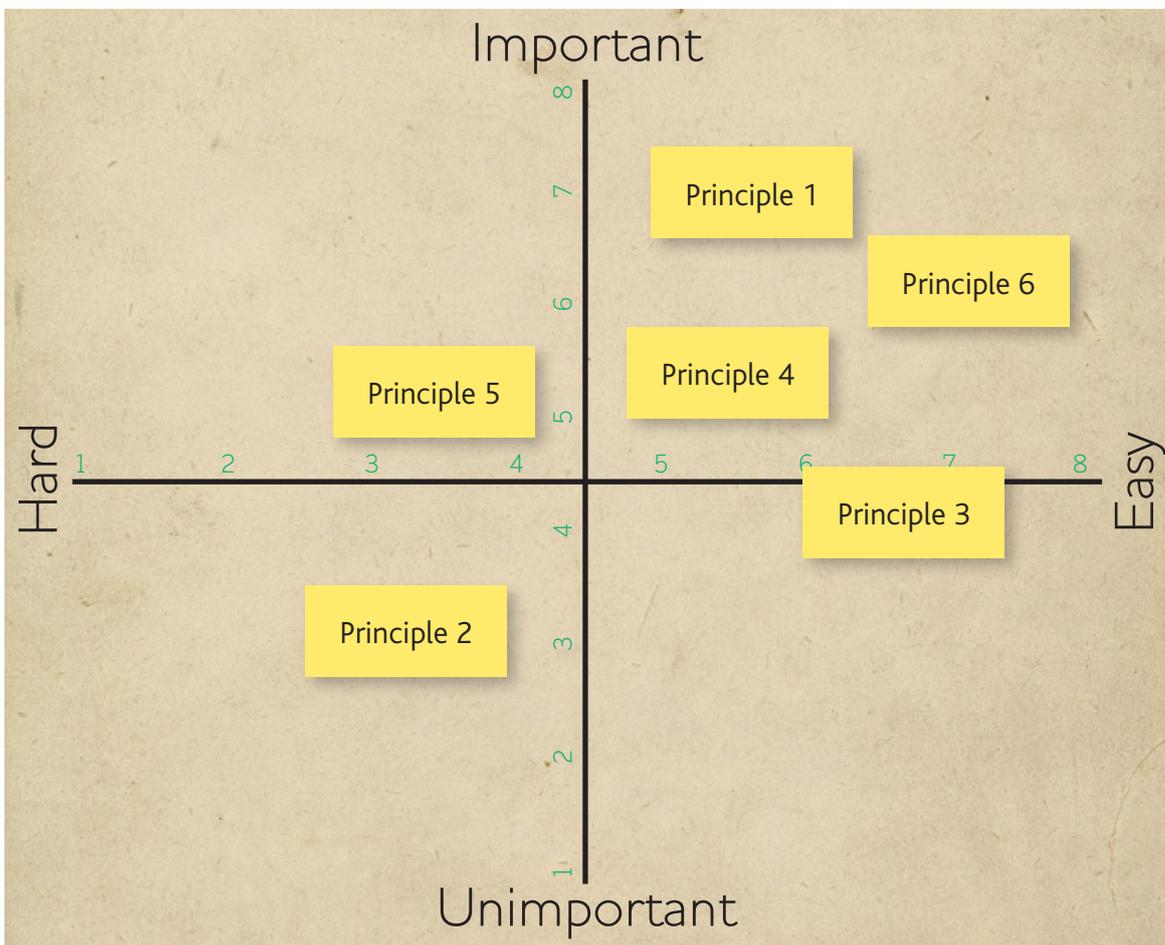 Important
8
7
Principle 1
Principle 6
6
Principle 4
Principle 5
5
Hard
Easy
1 2 3 4 5 6 7 8
Principle 3
4
Principle 2
3
2
1
Unimportant